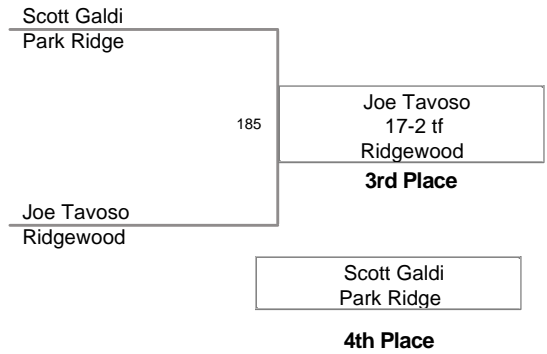 Scott Galdi
Park Ridge
185
Joe Tavoso
17-2 tf
Ridgewood
3rd Place
Joe Tavoso
Ridgewood
Scott Galdi
Park Ridge
4th Place